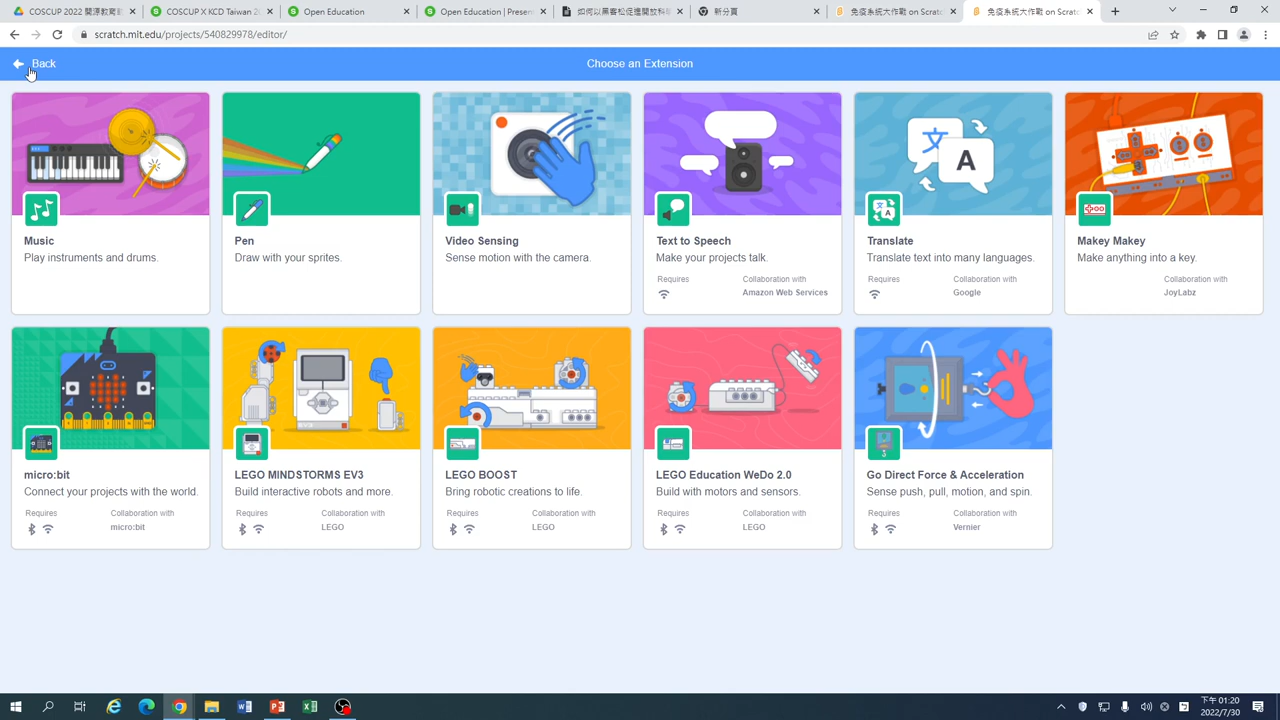 COSCUP 2022 開源教育
COSCUP X KCD Taiwan 20
Open Education
Open Education | Presen
如何以黑客松促進開放科
新分頁
免疫系統大作戰 on Scratc
免疫系統大作戰 on Scratc
scratch.mit.edu/projects/540829978/editor/
Back
Choose an Extension
Music
Play instruments and drums.
Pen
Draw with your sprites.
Video Sensing
Sense motion with the camera.
Text to Speech
Make your projects talk.
Requires
Collaboration with
Amazon Web Services
文
A
Translate
Translate text into many languages.
Requires
Collaboration with
Google
Makey Makey
Make anything into a key.
Collaboration with
JoyLabz
micro:bit
Connect your projects with the world.
Requires
Collaboration with
micro:bit
LEGO MINDSTORMS EV3
Build interactive robots and more.
Requires
Collaboration with
LEGO
LEGO BOOST
Bring robotic creations to life.
Requires
Collaboration with
LEGO
LEGO Education WeDo 2.0
Build with motors and sensors.
Requires
Collaboration with
LEGO
Go Direct Force & Acceleration
Sense push, pull, motion, and spin.
Requires
Collaboration with
Vernier
下午 01:20
2022/7/30